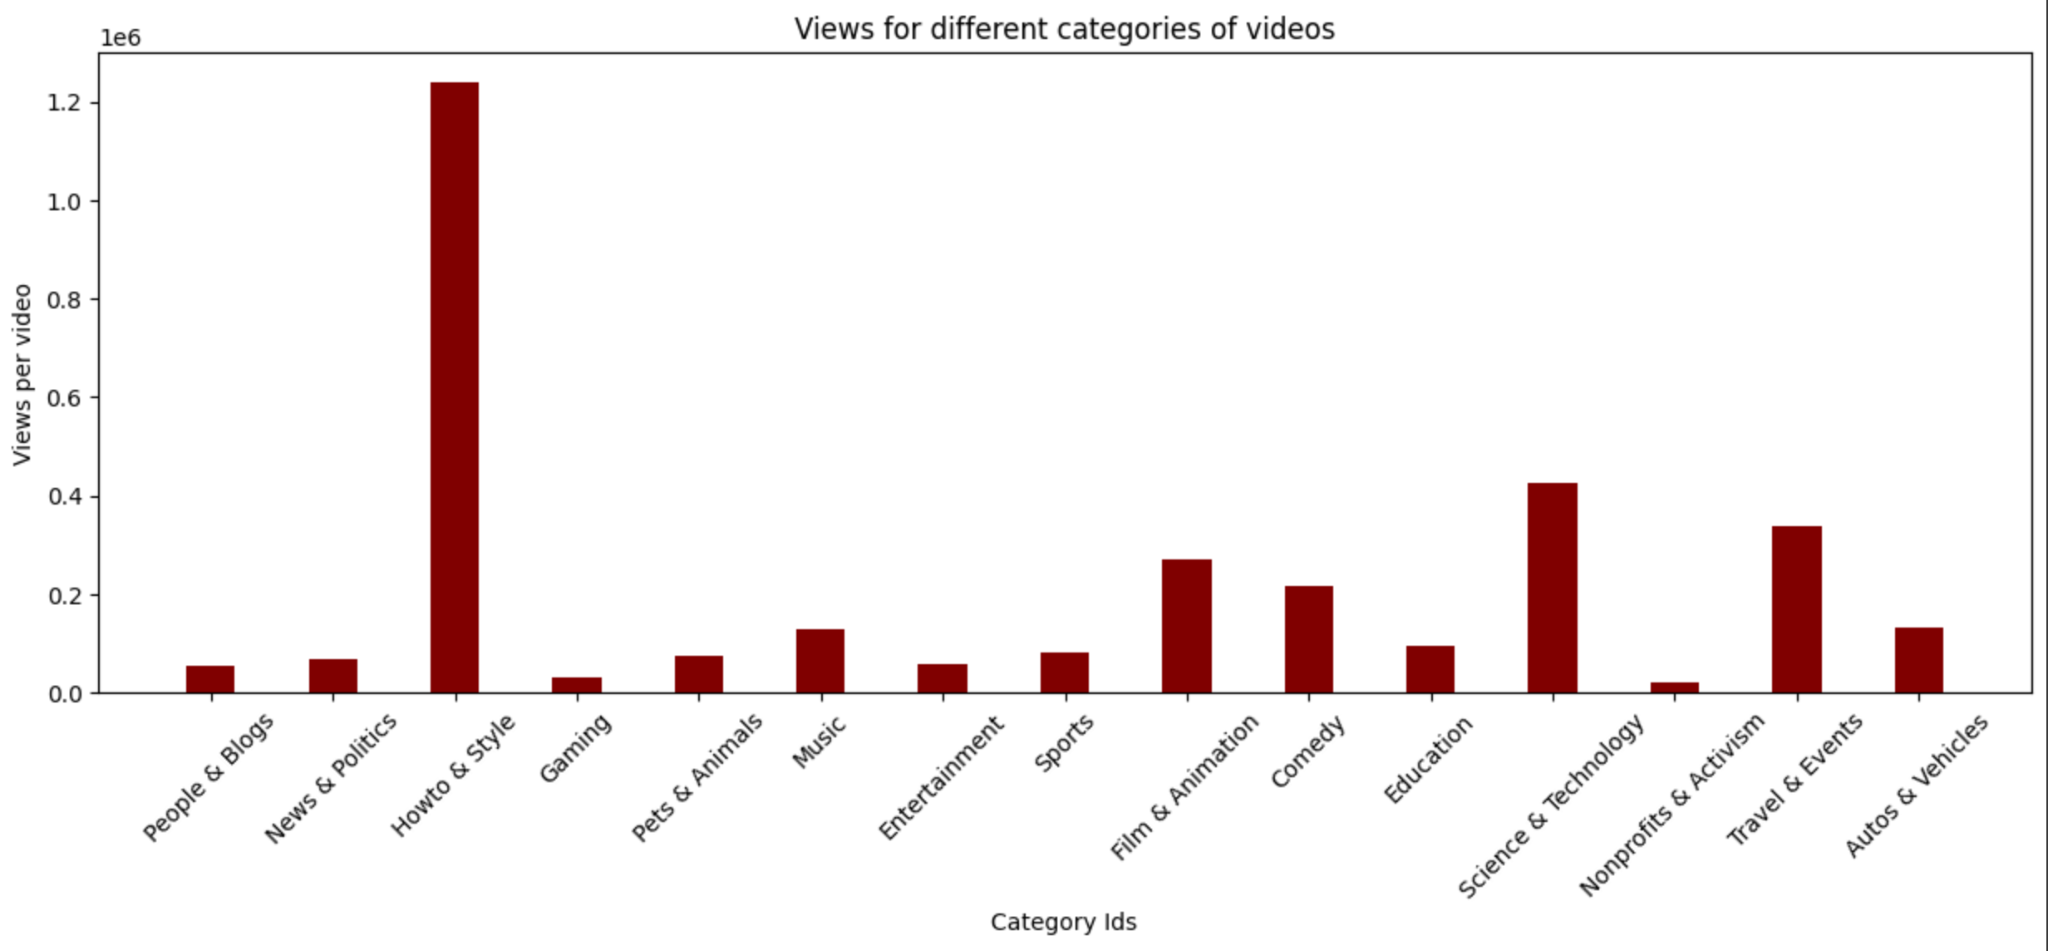 Views for different categories of videos
1e6
1.2
1.0
0.8
0.6
0.4
0.2
0.0
Views per video
People & Blogs
News & Politics
Howto & Style
Gaming
Pets & Animals
Music
Entertainment
Sports
Film & Animation
Comedy
Education
Science & Technology
Nonprofits & Activism
Travel & Events
Autos & Vehicles
Category Ids